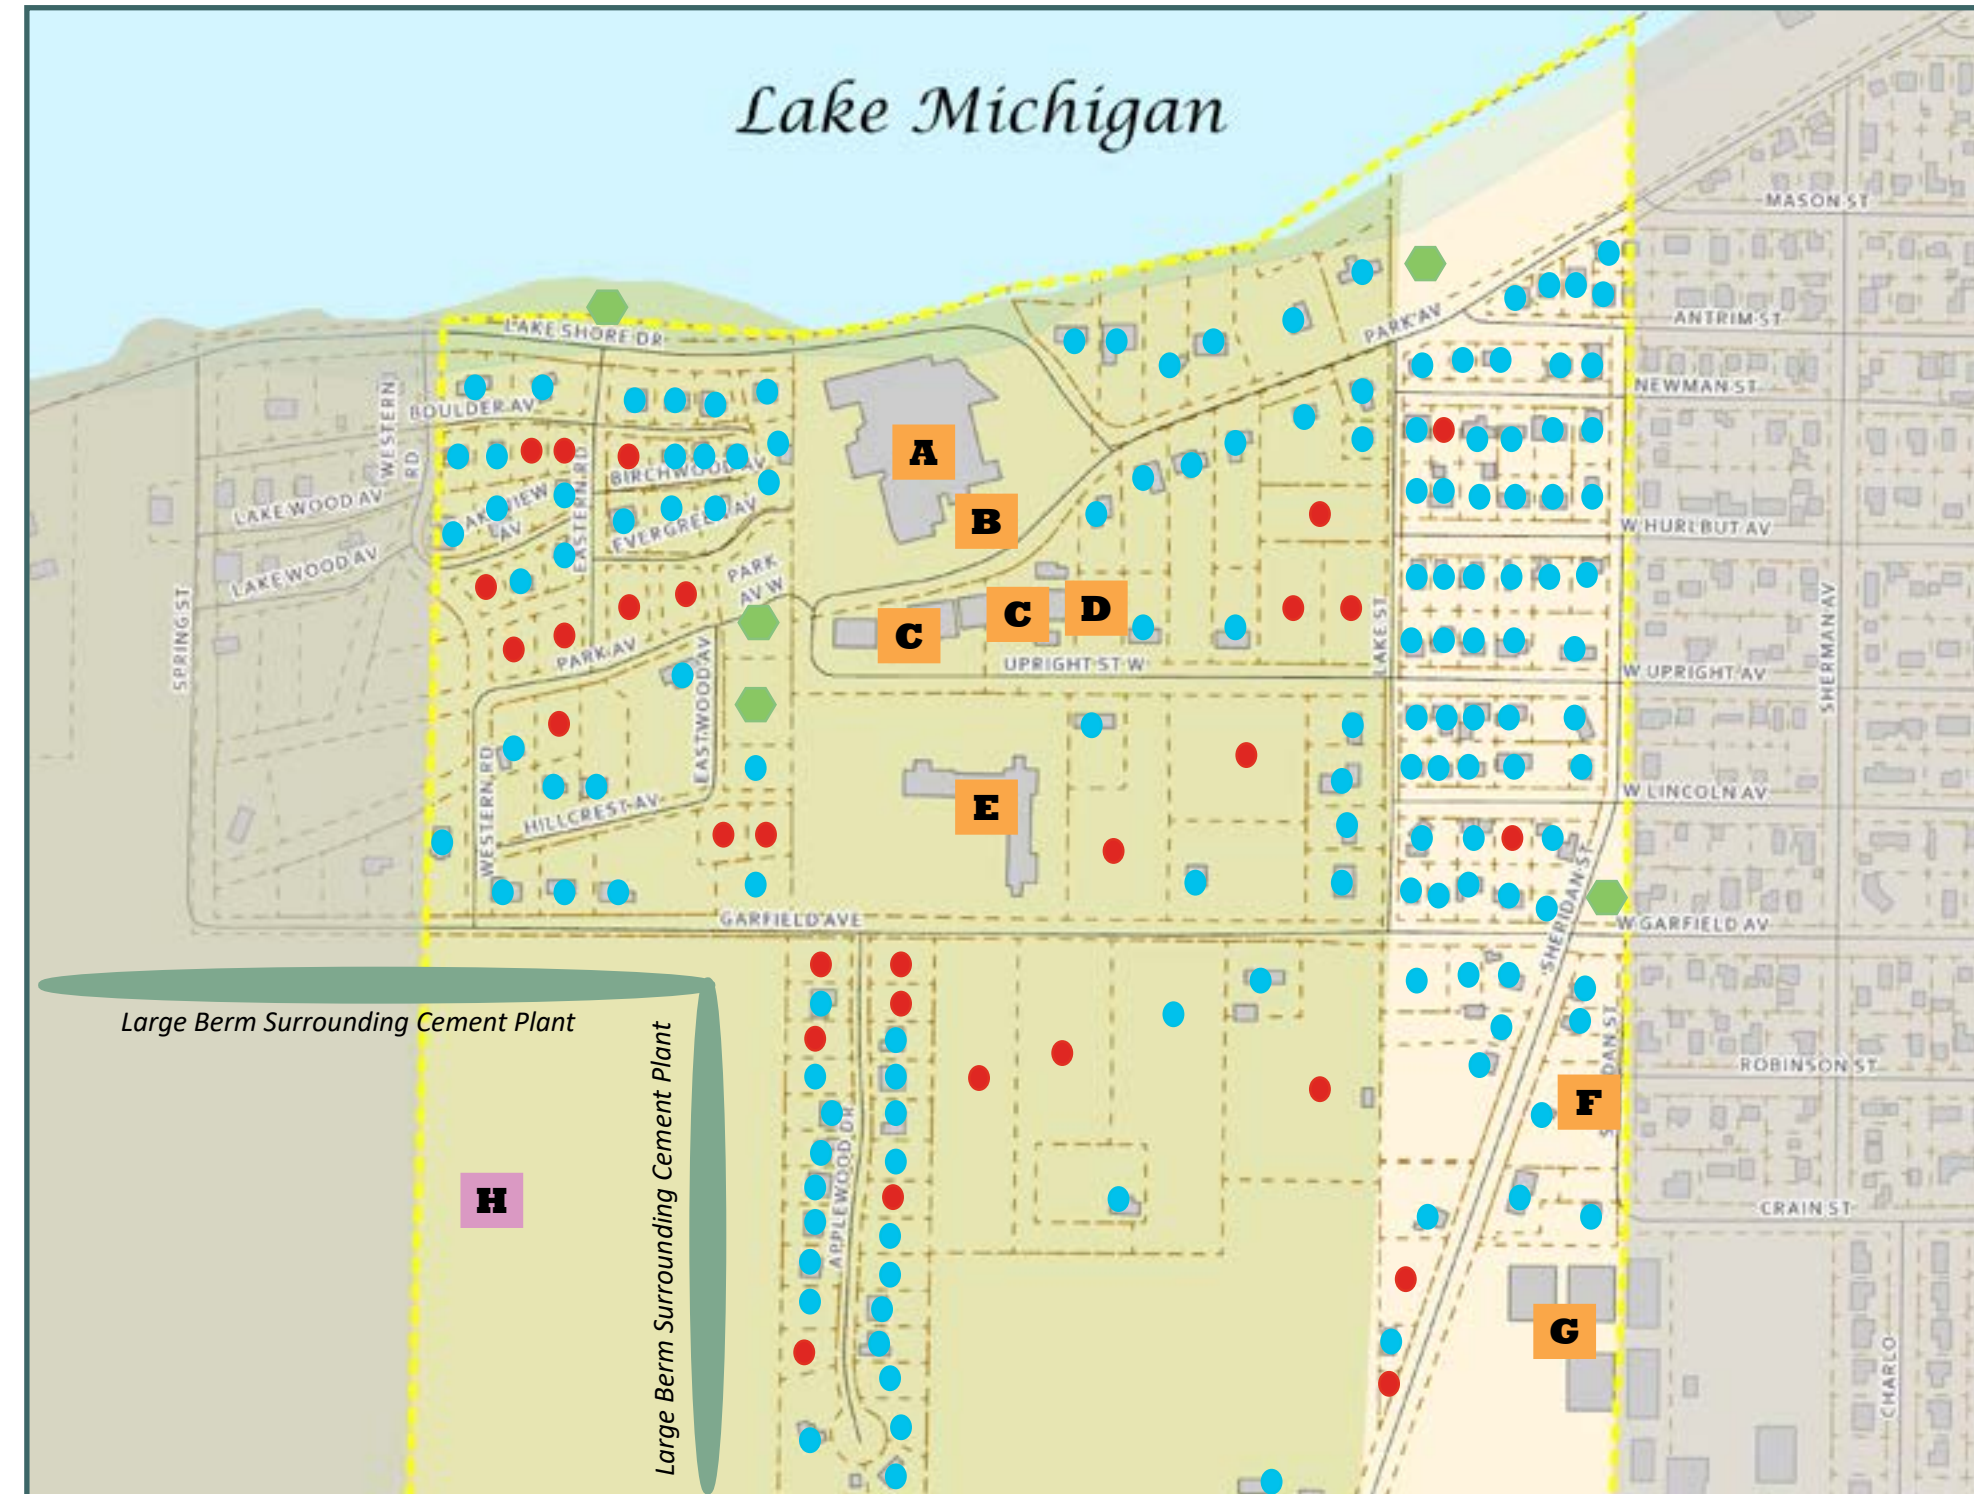 Lake Michigan
MASON ST
ANTRIM ST
PARK AV
LAKE SHORE DR
NEWMAN ST
WESTERN
RD
BOULDER AV
A
BIRCHWOOD AV
LAKEWOOD AV
EVERGREEN AV
B
W HURLBUT AV
EASTERN RD
LAKEWOOD AV
PARK
AV W
SPRING ST
C
C
D
LAKE ST
SHERMAN AV
PARK AV
UPRIGHT ST W
W UPRIGHT AV
EASTWOOD AV
WESTERN RD
HILLCREST AV
E
W LINCOLN AV
SHERIDAN ST
GARFIELD AVE
W GARFIELD AV
Large Berm Surrounding Cement Plant
Large Berm Surrounding Cement Plant
ROBINSON ST
F
APPLEWOOD DR
H
CRAIN ST
G
CHARLO